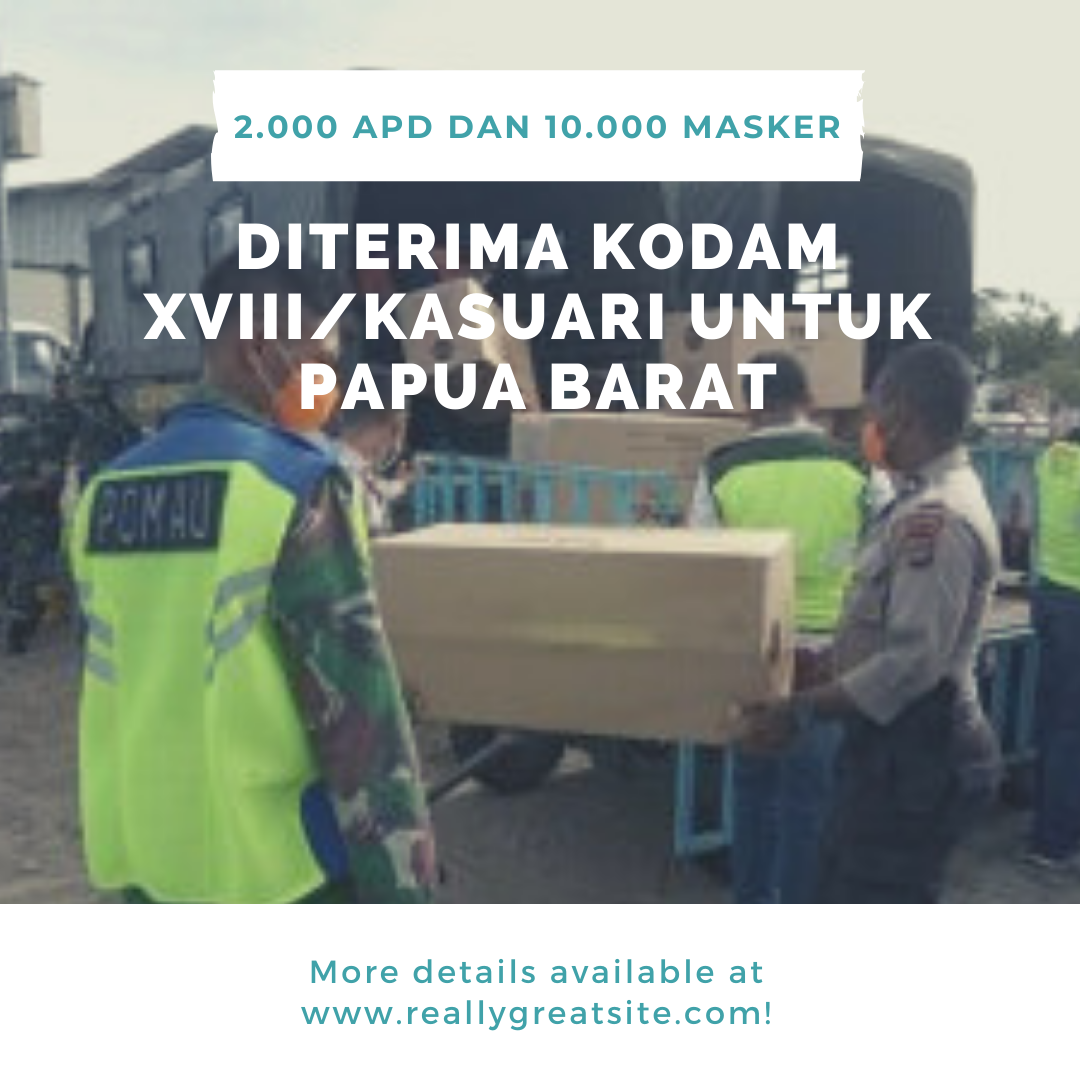 2.000 APD DAN 10.000 MASKER
DITERIMA KODAM
XVIII/KASUARI UNTUK
PAPUA BARAT
POMAU
More details available at
www.reallygreatsite.com!